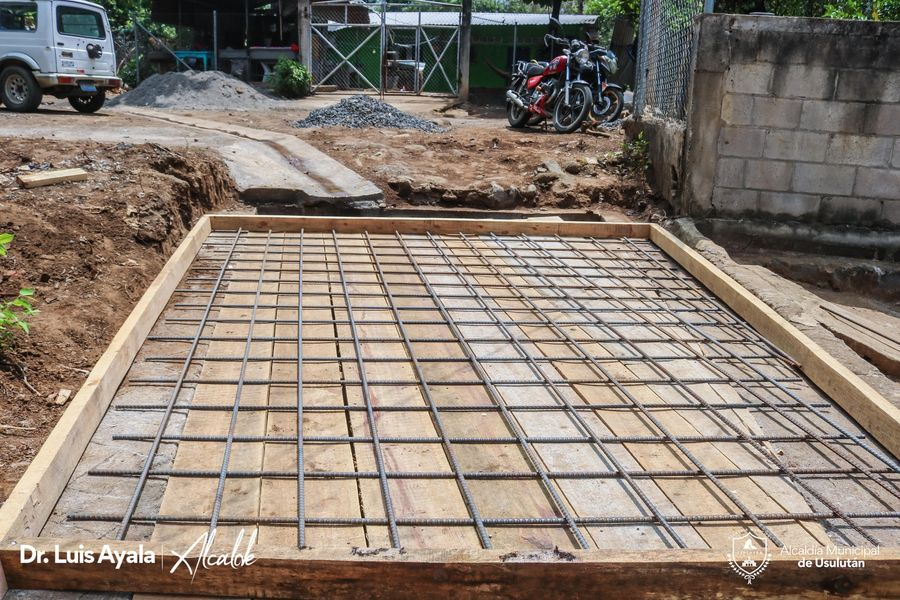 Dr. Luis Ayala | Alcalde
Alcaldía Municipal
de Usulután